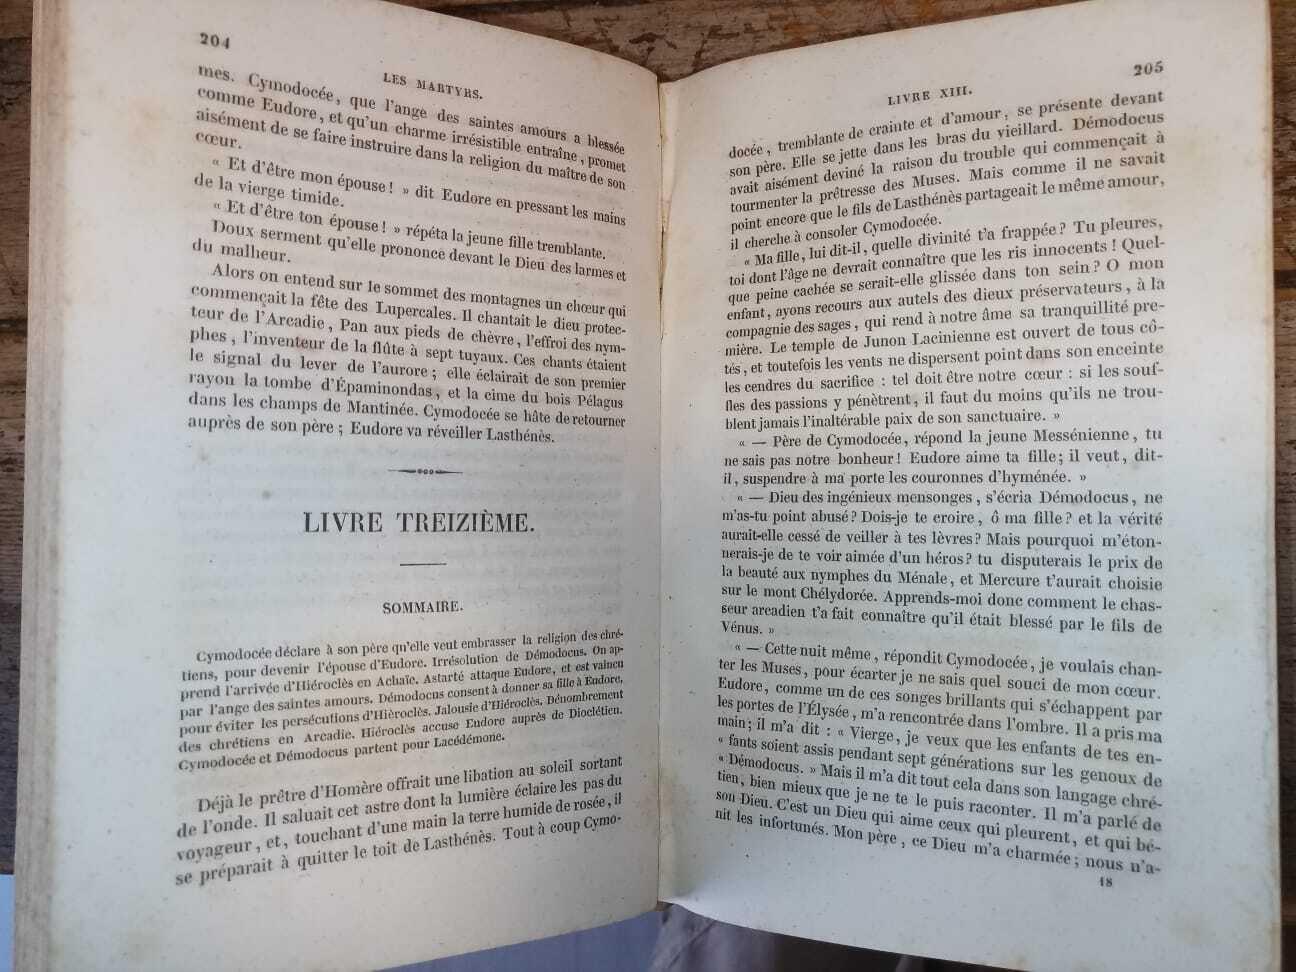 204
LES MARTYRS.
mes. Cymodocée, que l'ange des saintes amours a blessée
comme Eudore, et qu'un charme irrésistible entraîne, promet
aisément de se faire instruire dans la religion du maître de son
cœur.
« Et d'être mon épouse! » dit Eudore en pressant les mains
de la vierge timide.
« Et d'être ton épouse! » répéta la jeune fille tremblante.
Doux serment qu'elle prononce devant le Dieu des larmes et
du malheur.
Alors on entend sur le sommet des montagnes un chœur qui
commençait la fête des Lupercales. Il chantait le dieu protec-
teur de l'Arcadie, Pan aux pieds de chèvre, l'effroi des nym-
phes, l'inventeur de la flûte à sept tuyaux. Ces chants étaient
le signal du lever de l'aurore; elle éclairait de son premier
rayon la tombe d'Épaminondas, et la cime du bois Pélagus
dans les champs de Mantinée. Cymodocée se hâte de retourner
auprès de son père; Eudore va réveiller Lasthénès.
LIVRE TREIZIÈME.
SOMMAIRE.
Cymodocée déclare à son père qu'elle veut embrasser la religion des chré-
tiens, pour devenir l'épouse d'Eudore. Irrésolution de Démodocus. On ap-
prend l'arrivée d'Hiéroclès en Achaïe. Astarté attaque Eudore, et est vaincu
par l'ange des saintes amours. Démodocus consent à donner sa fille à Eudore,
pour éviter les persécutions d'Hiéroclès. Jalousie d'Hiéroclès. Dénombrement
des chrétiens en Arcadie. Hiéroclès accuse Eudore auprès de Dioclétien.
Cymodocée et Démodocus partent pour Lacédémone.
Déjà le prêtre d'Homère offrait une libation au soleil sortant
de l'onde. Il saluait cet astre dont la lumière éclaire les pas du
voyageur, et, touchant d'une main la terre humide de rosée, il
se préparait à quitter le toit de Lasthénès. Tout à coup Cymo-
205
LIVRE XIII.
docée, tremblante de crainte et d'amour, se présente devant
son père. Elle se jette dans les bras du vieillard. Démodocus
avait aisément deviné la raison du trouble qui commençait à
tourmenter la prêtresse des Muses. Mais comme il ne savait
point encore que le fils de Lasthénès partageait le même amour,
il cherche à consoler Cymodocée.
« Ma fille, lui dit-il, quelle divinité t'a frappée? Tu pleures,
toi dont l'âge ne devrait connaître que les ris innocents! Quel-
que peine cachée se serait-elle glissée dans ton sein? O mon
enfant, ayons recours aux autels des dieux préservateurs, à la
compagnie des sages, qui rend à notre âme sa tranquillité pre-
mière. Le temple de Junon Lacinienne est ouvert de tous cô-
tés, et toutefois les vents ne dispersent point dans son enceinte
les cendres du sacrifice : tel doit être notre cœur : si les souf-
fles des passions y pénètrent, il faut du moins qu'ils ne trou-
blent jamais l'inaltérable paix de son sanctuaire. »
« — Père de Cymodocée, répond la jeune Messénienne, tu
ne sais pas notre bonheur! Eudore aime ta fille; il veut, dit-
il, suspendre à ma porte les couronnes d'hyménée. »
« — Dieu des ingénieux mensonges, s'écria Démodocus, ne
m'as-tu point abusé? Dois-je te croire, ô ma fille? et la vérité
aurait-elle cessé de veiller à tes lèvres? Mais pourquoi m'éton-
nerais-je de te voir aimée d'un héros? tu disputerais le prix de
la beauté aux nymphes du Ménale, et Mercure t'aurait choisie
sur le mont Chélydorée. Apprends-moi donc comment le chas-
seur arcadien t'a fait connaître qu'il était blessé par le fils de
Vénus. »
« — Cette nuit même, répondit Cymodocée, je voulais chan-
ter les Muses, pour écarter je ne sais quel souci de mon cœur.
Eudore, comme un de ces songes brillants qui s'échappent par
les portes de l'Élysée, m'a rencontrée dans l'ombre. Il a pris ma
main; il m'a dit : « Vierge, je veux que les enfants de tes en-
« fants soient assis pendant sept générations sur les genoux de
« Démodocus. » Mais il m'a dit tout cela dans son langage chré-
tien, bien mieux que je ne te le puis raconter. Il m'a parlé de
son Dieu. C'est un Dieu qui aime ceux qui pleurent, et qui bé-
nit les infortunés. Mon père, ce Dieu m'a charmée; nous n'a-
18